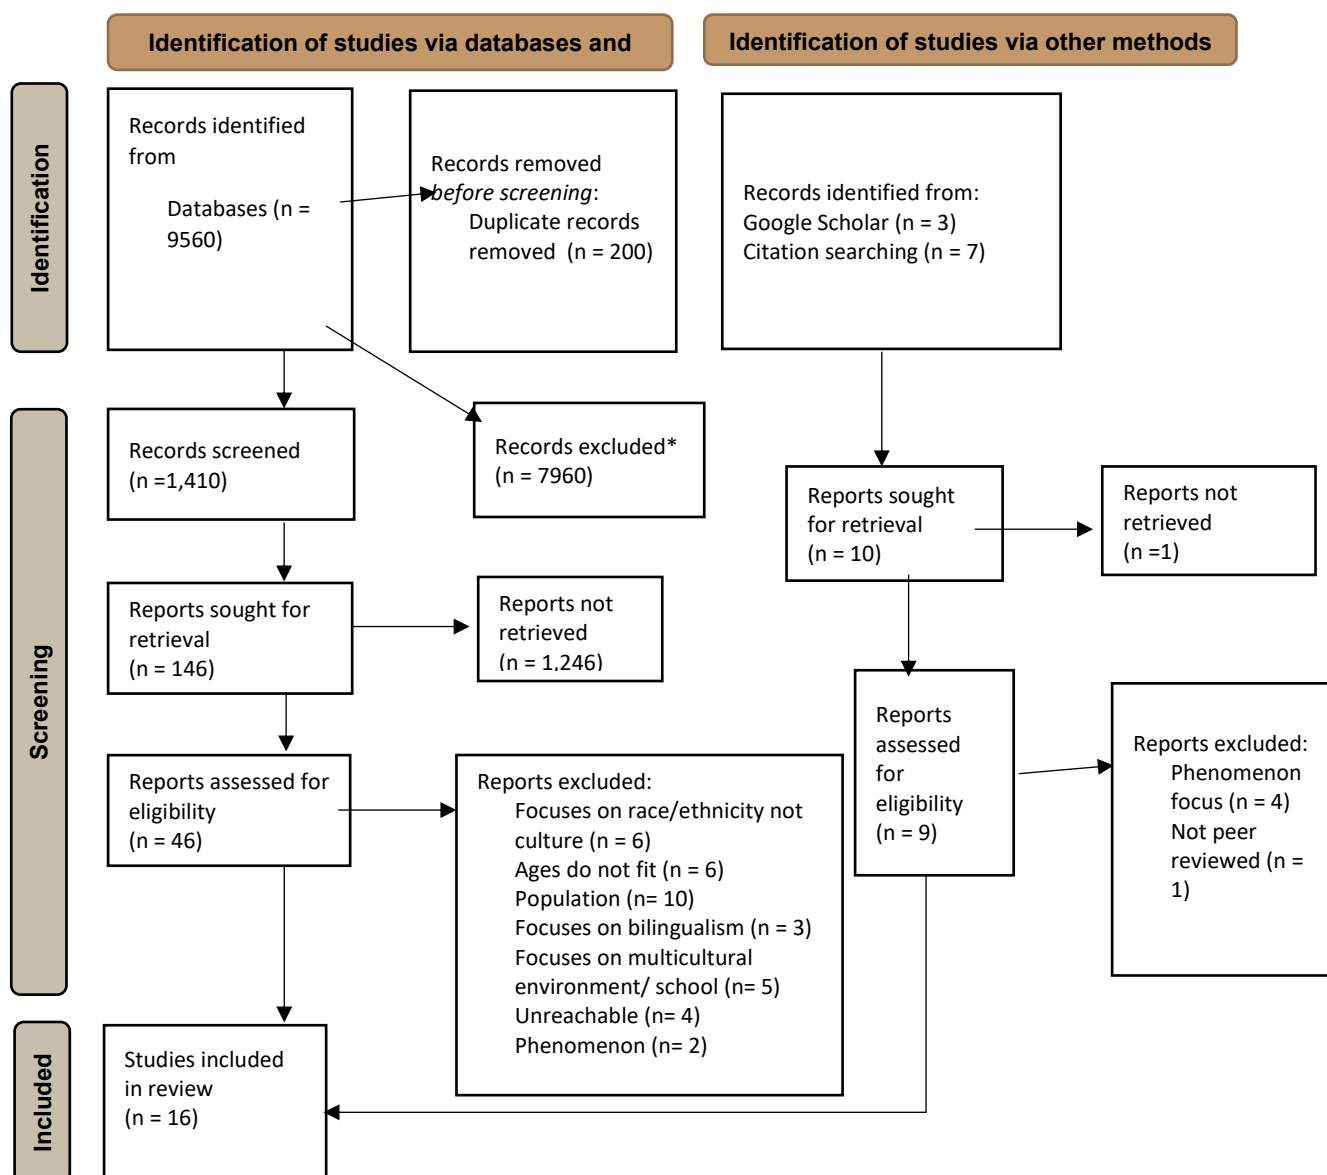 Identification of studies via databases and
Identification of studies via other methods
Identification
Records identified
from
Databases (n =
9560)
Records removed
before screening:
Duplicate records
removed  (n = 200)
Records identified from:
Google Scholar (n = 3)
Citation searching (n = 7)
Screening
Records screened
(n =1,410)
Records excluded*
(n = 7960)
Reports sought for
retrieval
(n = 10)
Reports not
retrieved
(n =1)
Reports sought for
retrieval
(n = 146)
Reports not
retrieved
(n = 1,246)
Reports assessed for
eligibility
(n = 46)
Reports excluded:
Focuses on race/ethnicity not
culture (n = 6)
Ages do not fit (n = 6)
Population (n= 10)
Focuses on bilingualism (n = 3)
Focuses on multicultural
environment/ school (n= 5)
Unreachable (n= 4)
Phenomenon (n= 2)
Reports
assessed
for
eligibility
(n = 9)
Reports excluded:
Phenomenon
focus (n = 4)
Not peer
reviewed (n =
1)
Included
Studies included
in review
(n = 16)